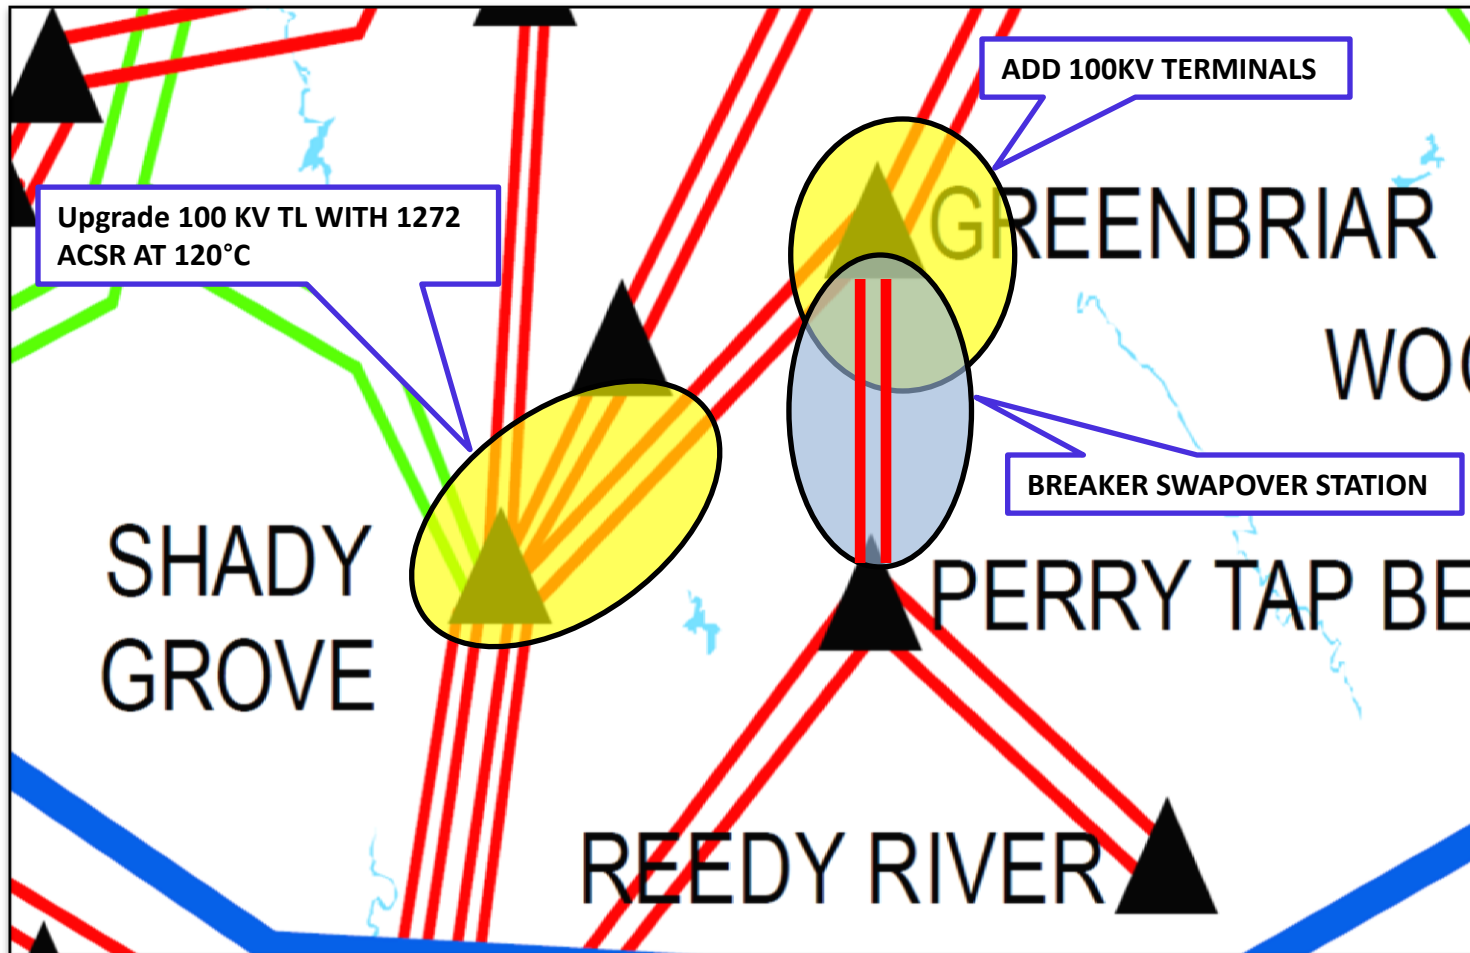 ADD 100KV TERMINALS
Upgrade 100 KV TL WITH 1272
ACSR AT 120°C
GREENBRIAR
BREAKER SWAPOVER STATION
SHADY
GROVE
PERRY TAP BE
REEDY RIVER